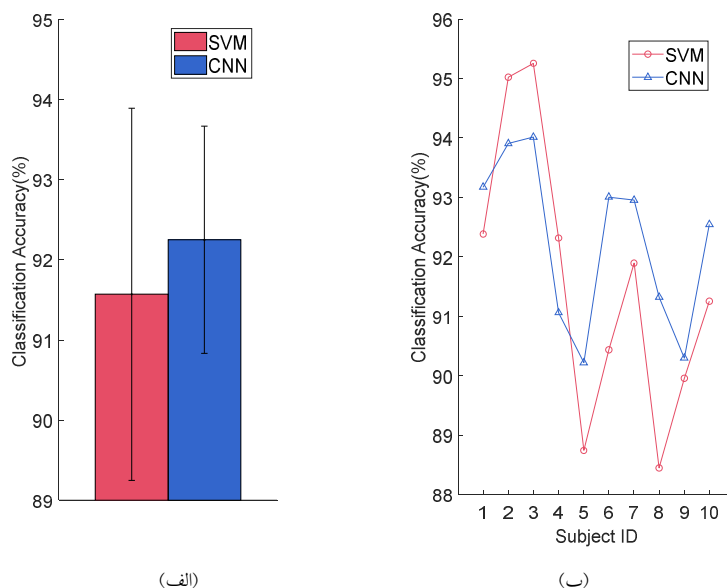 95
94
93
92
91
90
89
Classification Accuracy(%)
SVM
CNN
(الف)
96
95
94
93
92
91
90
89
88
Classification Accuracy(%)
SVM
CNN
1 2 3 4 5 6 7 8 9 10
Subject ID
(ب)